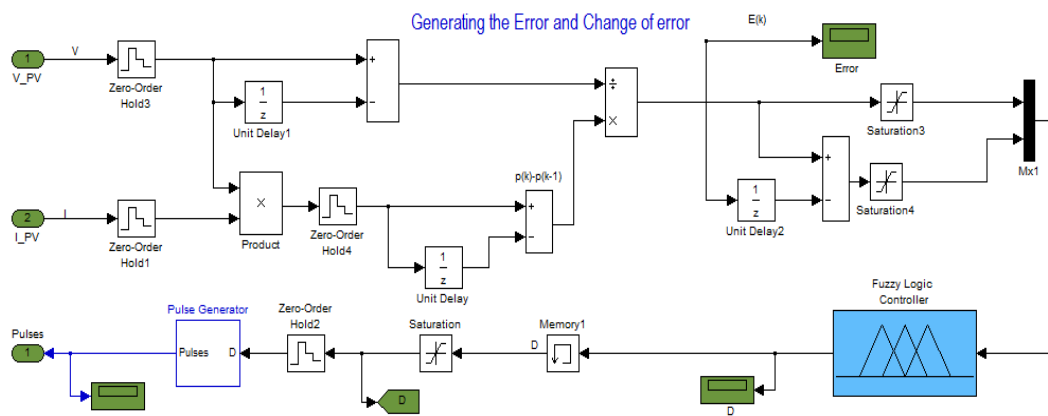 Generating the Error and Change of error
E(k)
1
V
V_PV
Zero-Order
Hold3
+
−
÷
×
Error
1
z
Unit Delay1
Saturation3
Mx1
+
−
p(k)-p(k-1)
2
I
I_PV
Zero-Order
Hold1
×
Product
Zero-Order
Hold4
+
−
1
z
Unit Delay2
Saturation4
1
z
Unit Delay
Fuzzy Logic
Controller
Pulses
1
Pulse Generator
Pulses
D
Zero-Order
Hold2
Saturation
D
Memory1
D
D